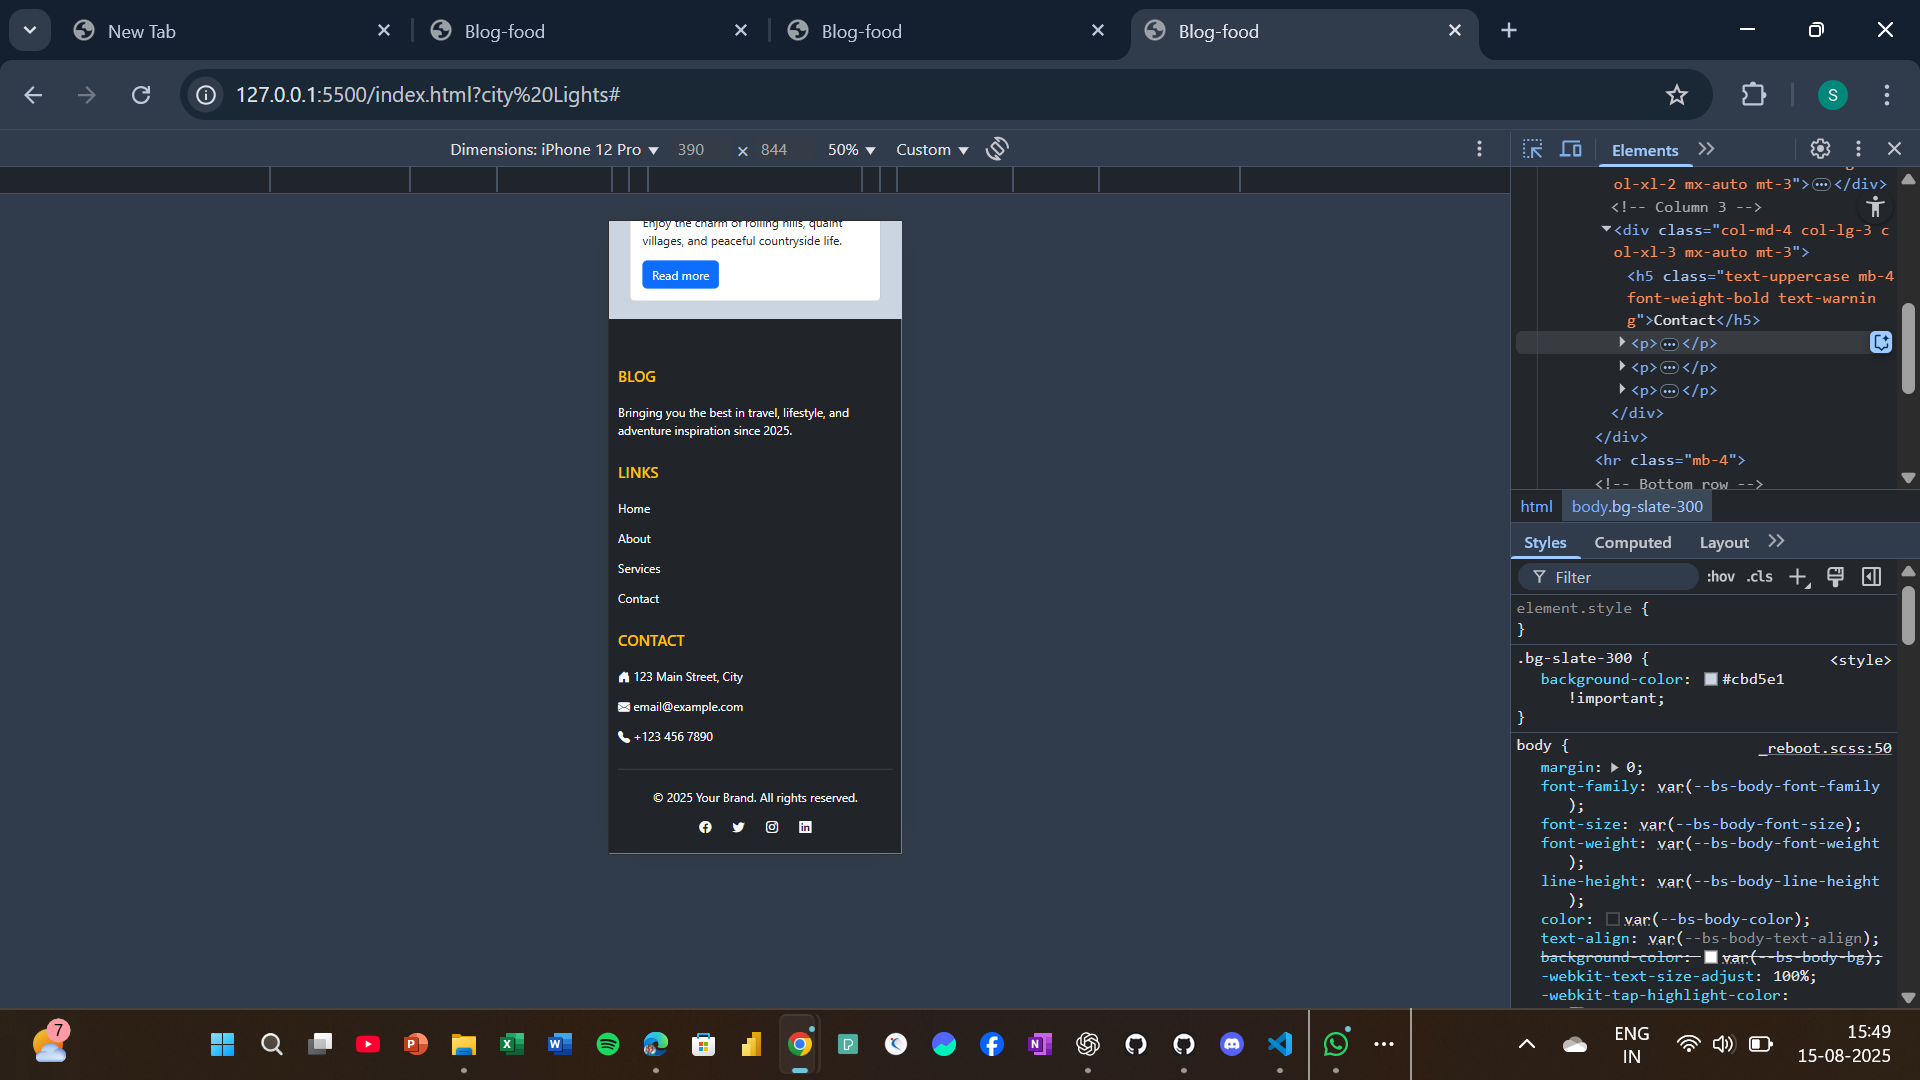 New Tab
Blog-food
Blog-food
Blog-food
127.0.0.1:5500/index.html?city%20Lights#
S
Dimensions: iPhone 12 Pro
390 × 844
50%
Custom
Enjoy the charm of rolling hills, quaint
villages, and peaceful countryside life.
Read more
BLOG
Bringing you the best in travel, lifestyle, and
adventure inspiration since 2025.
LINKS
Home
About
Services
Contact
CONTACT
123 Main Street, City
email@example.com
+123 456 7890
© 2025 Your Brand. All rights reserved.
Elements
ol-xl-2 mx-auto mt-3">…</div>
<!-- Column 3 -->
<div class="col-md-4 col-lg-3 c
ol-xl-3 mx-auto mt-3">
<h5 class="text-uppercase mb-4
font-weight-bold text-warnin
g">Contact</h5>
<p>…</p>
<p>…</p>
<p>…</p>
</div>
</div>
<hr class="mb-4">
<!-- Bottom row -->
html
body.bg-slate-300
Styles
Computed
Layout
Filter
:hov
.cls
element.style {
}
.bg-slate-300 {
<style>
background-color: #cbd5e1
!important;
}
body {
_reboot.scss:50
margin: 0;
font-family: var(--bs-body-font-family
);
font-size: var(--bs-body-font-size);
font-weight: var(--bs-body-font-weight
);
line-height: var(--bs-body-line-height
);
color: var(--bs-body-color);
text-align: var(--bs-body-text-align);
background-color: var(--bs-body-bg);
-webkit-text-size-adjust: 100%;
-webkit-tap-highlight-color:
7
ENG
IN
15:49
15-08-2025